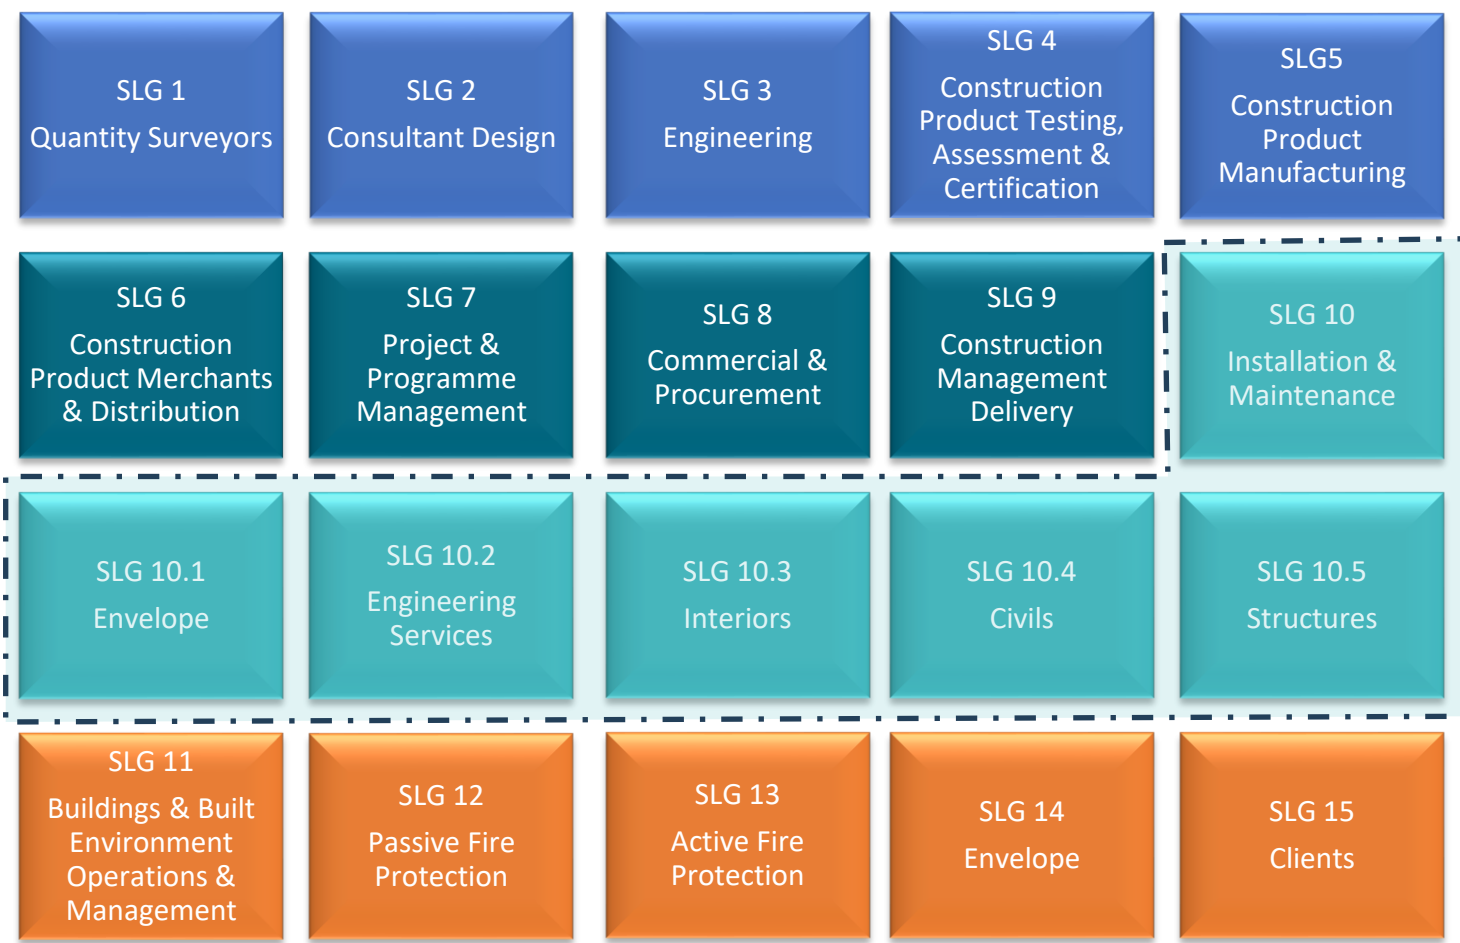 SLG 1
Quantity Surveyors
SLG 2
Consultant Design
SLG 3
Engineering
SLG 4
Construction
Product Testing,
Assessment &
Certification
SLG5
Construction
Product
Manufacturing
SLG 6
Construction
Product Merchants
& Distribution
SLG 7
Project &
Programme
Management
SLG 8
Commercial &
Procurement
SLG 9
Construction
Management
Delivery
SLG 10
Installation &
Maintenance
SLG 10.1
Envelope
SLG 10.2
Engineering
Services
SLG 10.3
Interiors
SLG 10.4
Civils
SLG 10.5
Structures
SLG 11
Buildings & Built
Environment
Operations &
Management
SLG 12
Passive Fire
Protection
SLG 13
Active Fire
Protection
SLG 14
Envelope
SLG 15
Clients